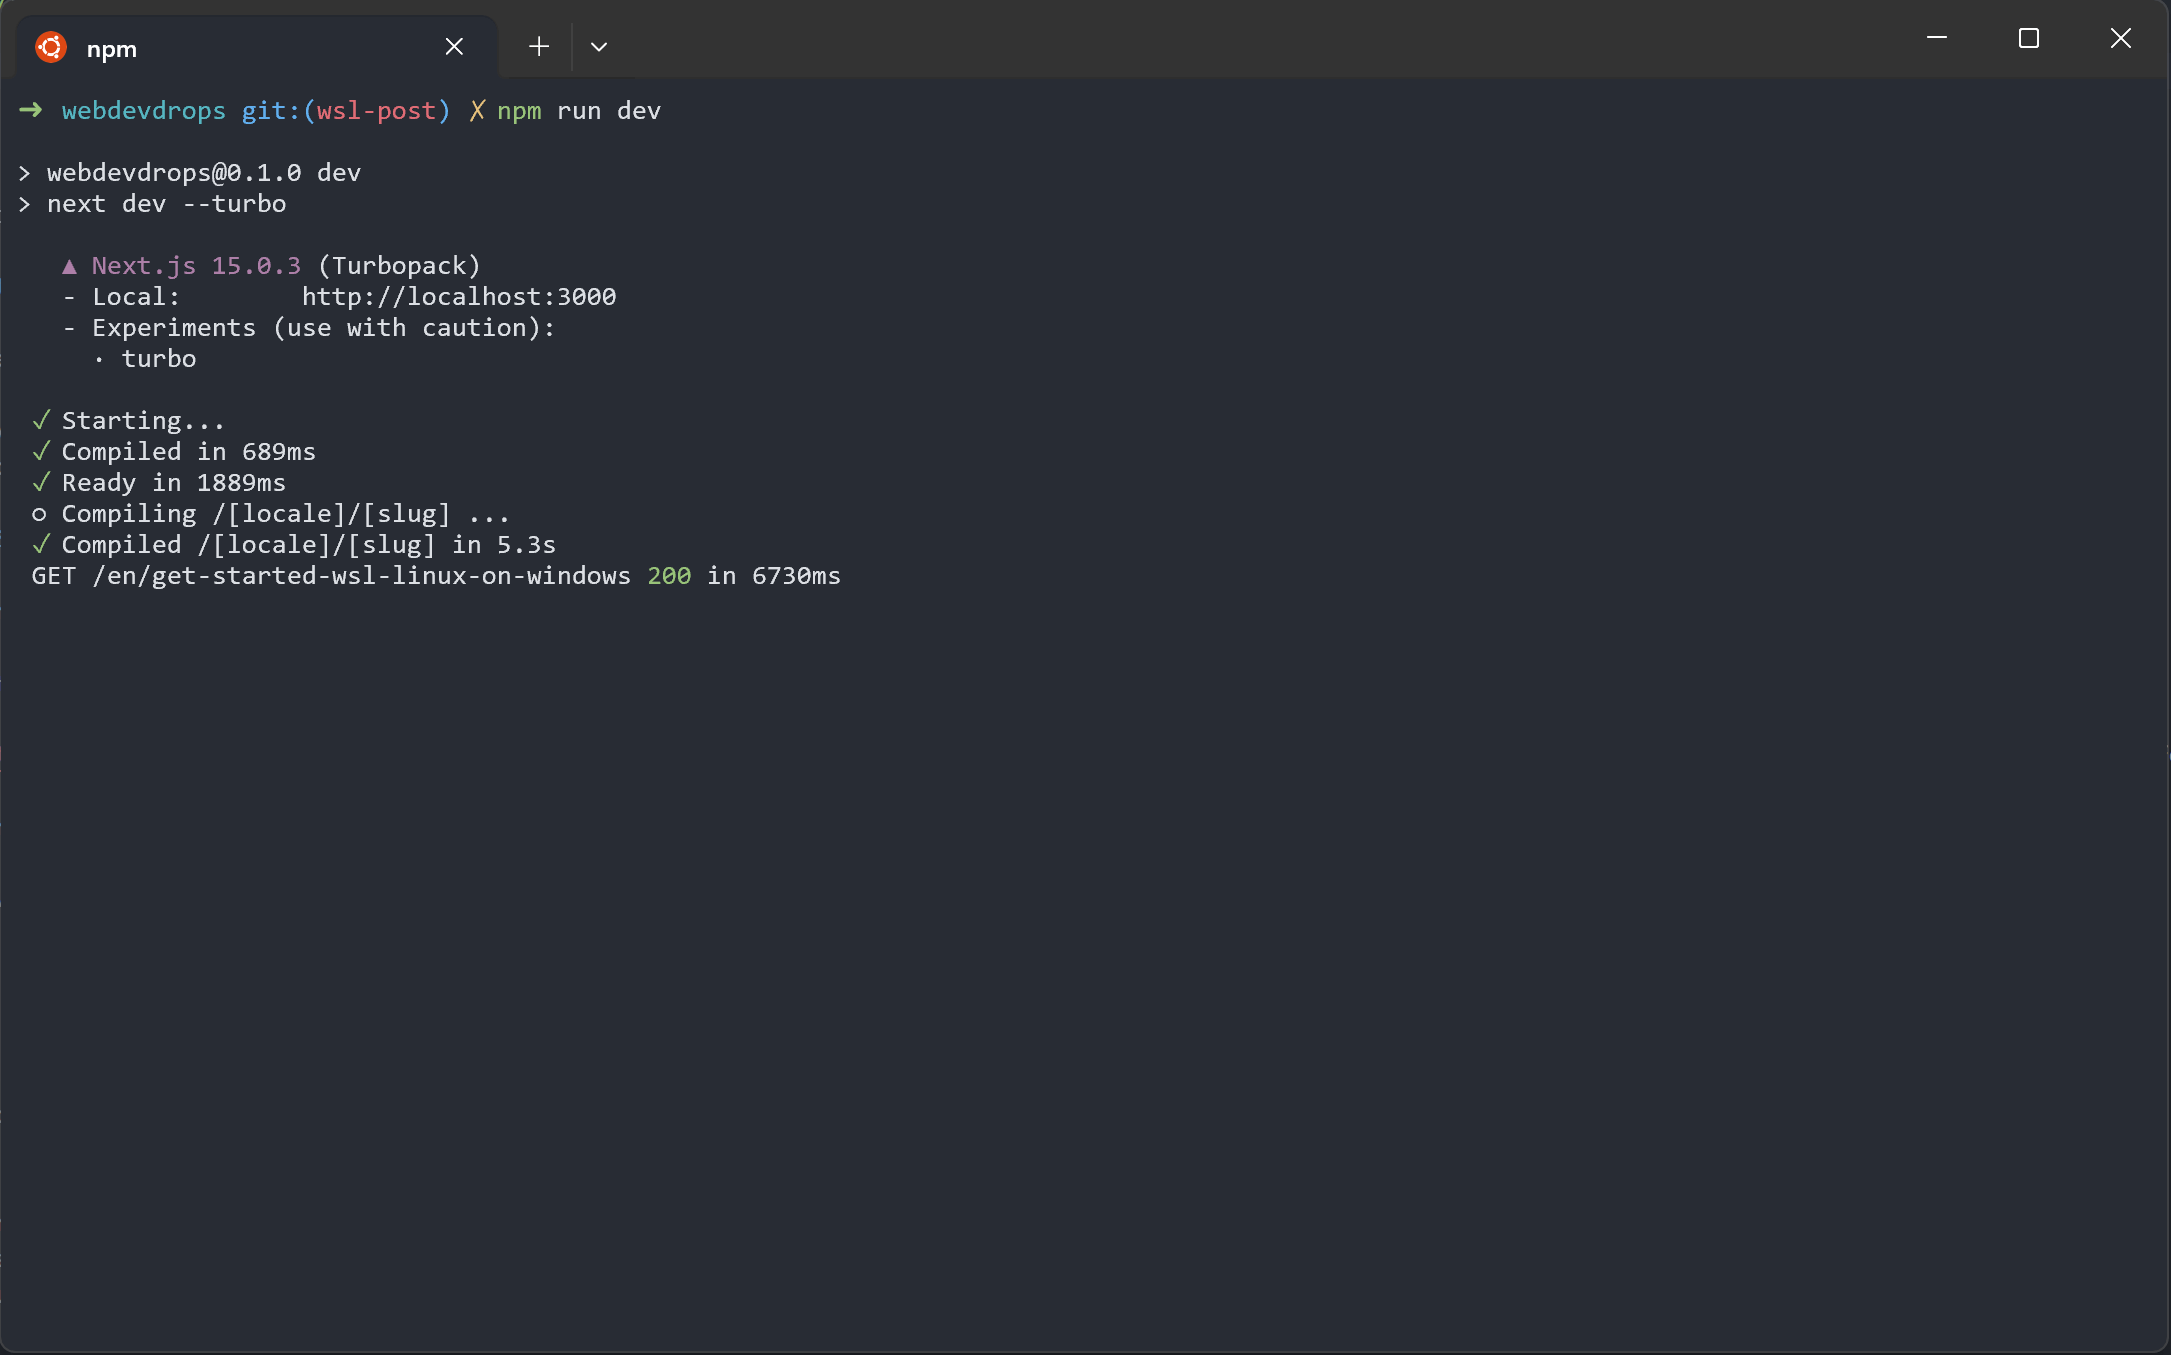 npm
➜ webdevdrops git:(wsl-post) ✗ npm run dev
> webdevdrops@0.1.0 dev
> next dev --turbo
▲ Next.js 15.0.3 (Turbopack)
- Local: http://localhost:3000
- Experiments (use with caution):
· turbo
✓ Starting...
✓ Compiled in 689ms
✓ Ready in 1889ms
○ Compiling /[locale]/[slug] ...
✓ Compiled /[locale]/[slug] in 5.3s
GET /en/get-started-wsl-linux-on-windows 200 in 6730ms